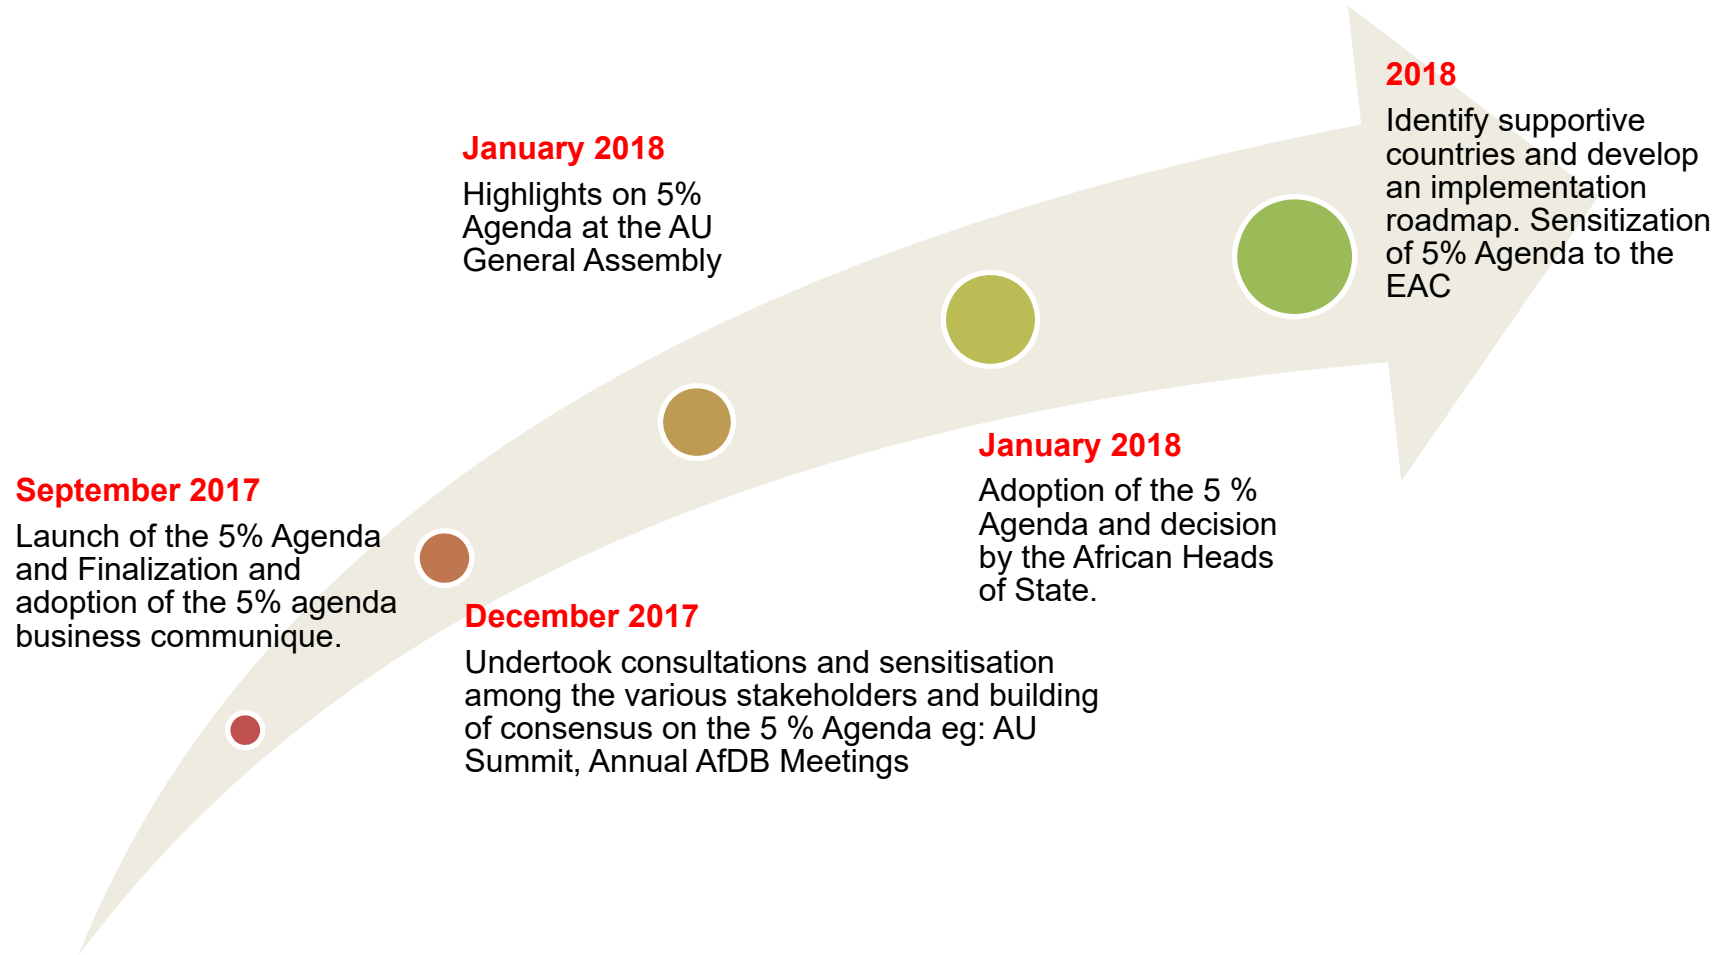 September 2017
Launch of the 5% Agenda
and Finalization and
adoption of the 5% agenda
business communique.
December 2017
Undertook consultations and sensitisation
among the various stakeholders and building
of consensus on the 5 % Agenda eg: AU
Summit, Annual AfDB Meetings
January 2018
Highlights on 5%
Agenda at the AU
General Assembly
January 2018
Adoption of the 5 %
Agenda and decision
by the African Heads
of State.
2018
Identify supportive
countries and develop
an implementation
roadmap. Sensitization
of 5% Agenda to the
EAC